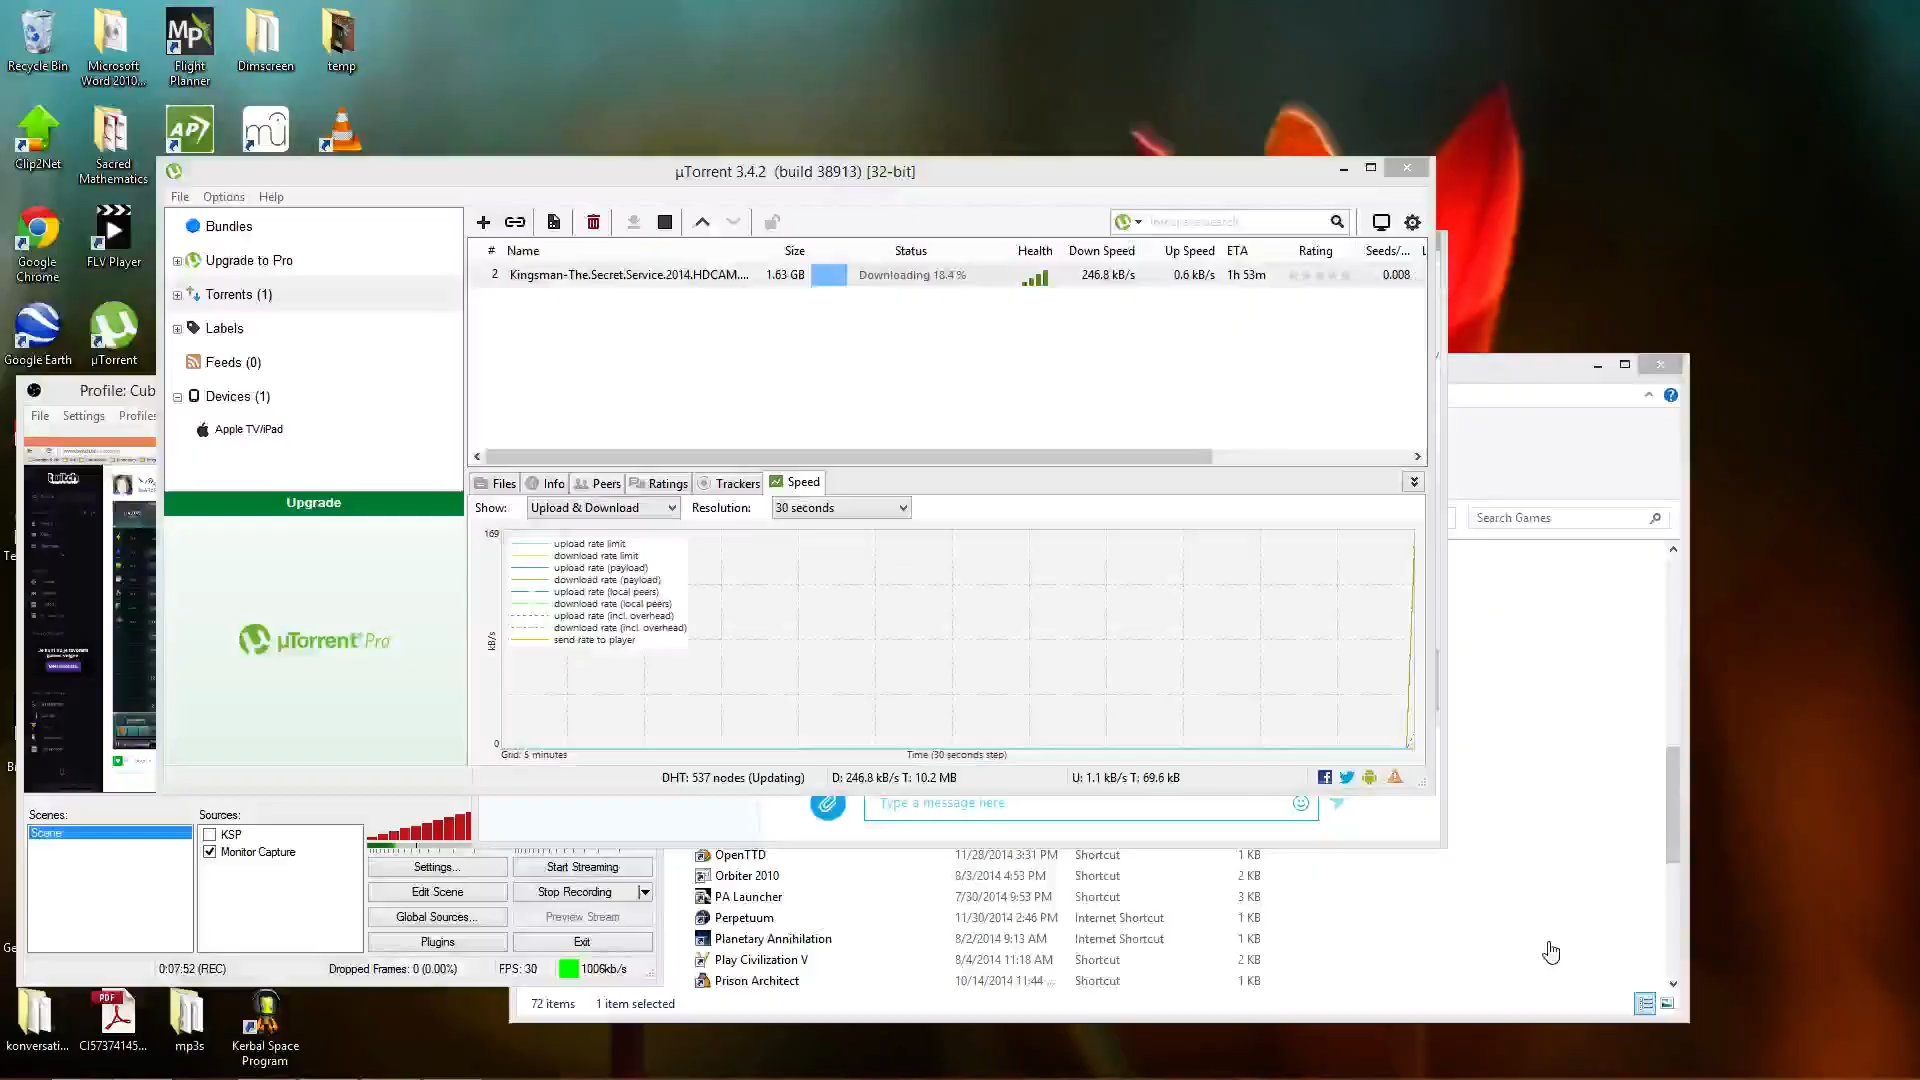 Recycle Bin
Microsoft
Word 2010...
Mp
Flight
Planner
Dimscreen
temp
Clip2Net
Sacred
Mathematics
AP
Google
Chrome
FLV Player
Google Earth
µTorrent
µTorrent 3.4.2 (build 38913) [32-bit]
File Options Help
Bundles
Upgrade to Pro
Torrents (1)
Labels
Feeds (0)
Devices (1)
Apple TV/iPad
Upgrade
µTorrent Pro
# Name Size Status Health Down Speed Up Speed ETA Rating Seeds/...
2 Kingsman-The.Secret.Service.2014.HDCAM.... 1.63 GB Downloading 18.4 % 246.8 kB/s 0.6 kB/s 1h 53m 0.008
Files Info Peers Ratings Trackers Speed
Show: Upload & Download Resolution: 30 seconds
169
upload rate limit
download rate limit
upload rate (payload)
download rate (payload)
upload rate (local peers)
download rate (local peers)
upload rate (incl. overhead)
download rate (incl. overhead)
send rate to player
kB/s
0
Grid: 5 minutes
Time (30 seconds step)
DHT: 537 nodes (Updating) D: 246.8 kB/s T: 10.2 MB U: 1.1 kB/s T: 69.6 kB
Profile: Cub
File Settings Profiles
twitch
Search Games
Type a message here
Scenes:
Scene
Sources:
KSP
Monitor Capture
Settings...
Start Streaming
Edit Scene
Stop Recording
Global Sources...
Preview Stream
Plugins
Exit
0:07:52 (REC) Dropped Frames: 0 (0.00%) FPS: 30 1006kb/s
OpenTTD 11/28/2014 3:31 PM Shortcut 1 KB
Orbiter 2010 8/3/2014 4:53 PM Shortcut 2 KB
PA Launcher 7/30/2014 9:53 PM Shortcut 3 KB
Perpetuum 11/30/2014 2:46 PM Internet Shortcut 1 KB
Planetary Annihilation 8/2/2014 9:13 AM Internet Shortcut 1 KB
Play Civilization V 8/4/2014 11:18 AM Shortcut 2 KB
Prison Architect 10/14/2014 11:44 ... Shortcut 1 KB
72 items 1 item selected
konversati...
PDF
CI57374145...
mp3s
Kerbal Space
Program